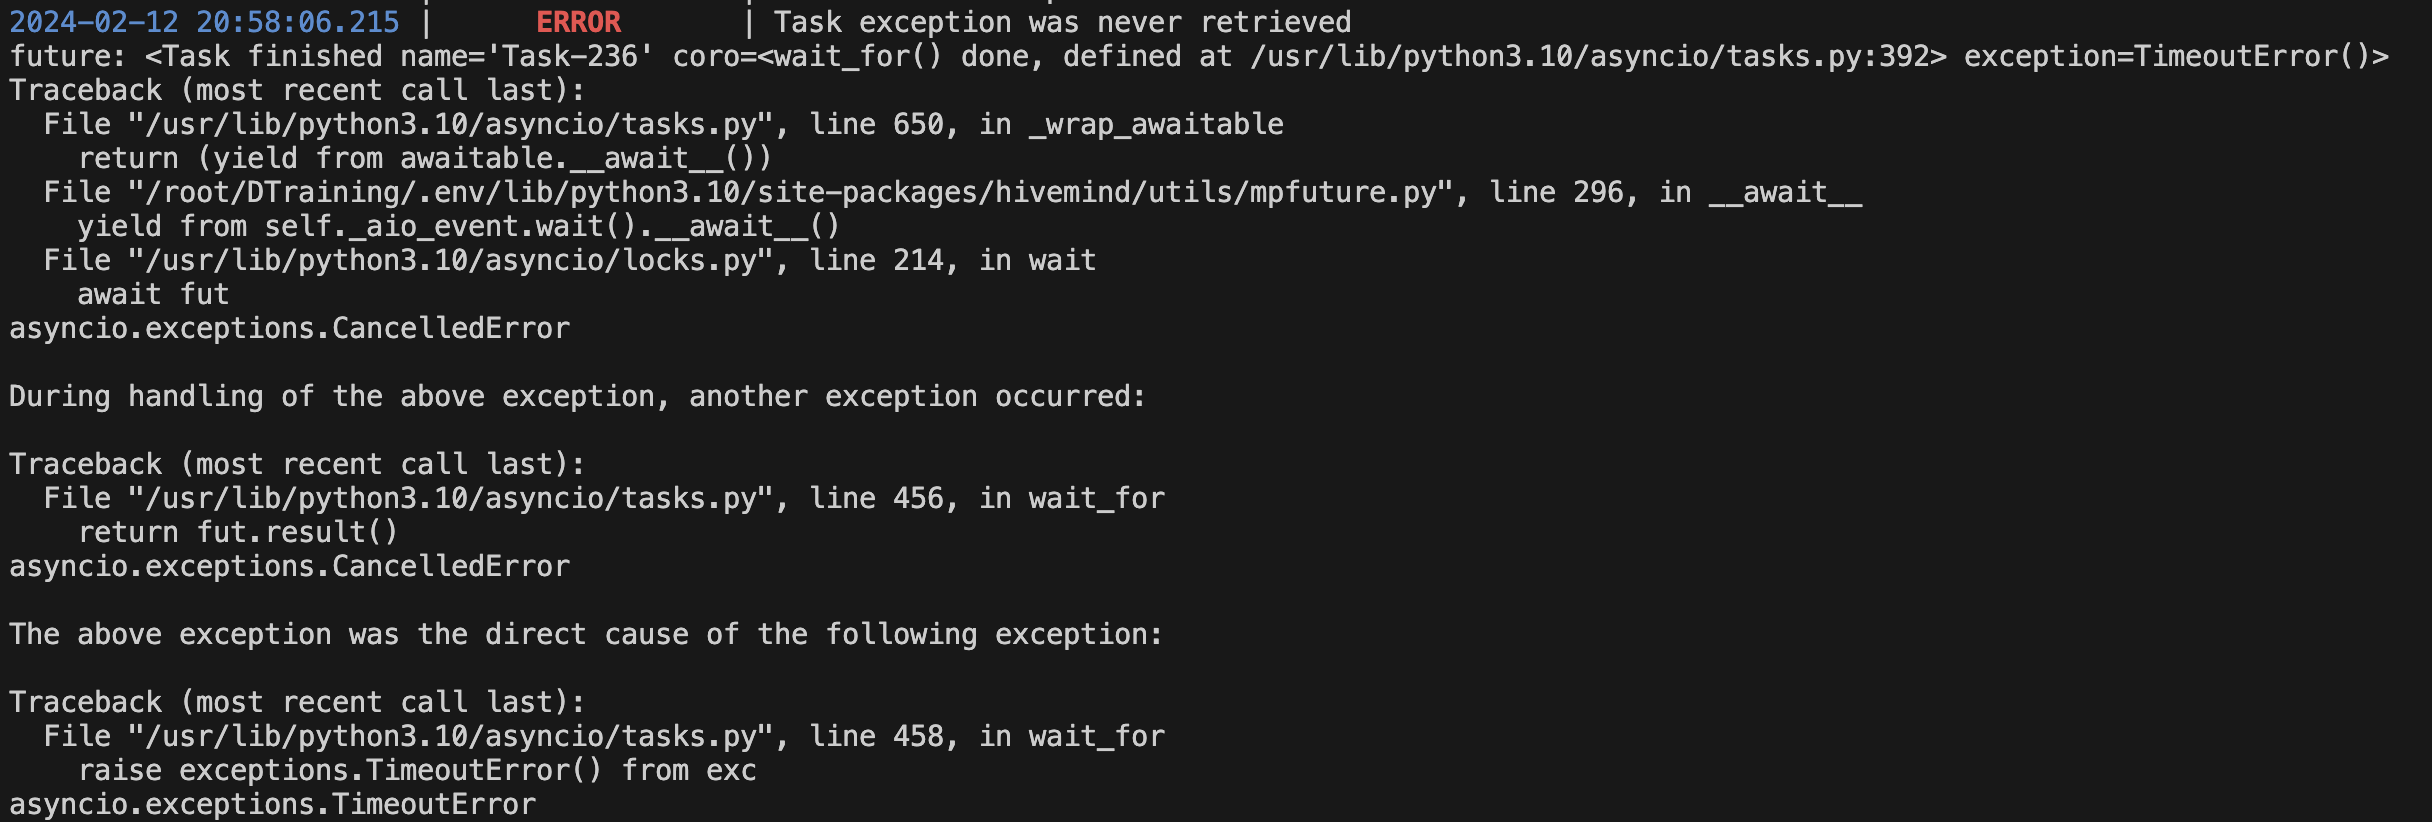 2024-02-12 20:58:06.215 |      ERROR       | Task exception was never retrieved
future: <Task finished name='Task-236' coro=<wait_for() done, defined at /usr/lib/python3.10/asyncio/tasks.py:392> exception=TimeoutError()>
Traceback (most recent call last):
  File "/usr/lib/python3.10/asyncio/tasks.py", line 650, in _wrap_awaitable
    return (yield from awaitable.__await__())
  File "/root/DTraining/.env/lib/python3.10/site-packages/hivemind/utils/mpfuture.py", line 296, in __await__
    yield from self._aio_event.wait().__await__()
  File "/usr/lib/python3.10/asyncio/locks.py", line 214, in wait
    await fut
asyncio.exceptions.CancelledError

During handling of the above exception, another exception occurred:

Traceback (most recent call last):
  File "/usr/lib/python3.10/asyncio/tasks.py", line 456, in wait_for
    return fut.result()
asyncio.exceptions.CancelledError

The above exception was the direct cause of the following exception:

Traceback (most recent call last):
  File "/usr/lib/python3.10/asyncio/tasks.py", line 458, in wait_for
    raise exceptions.TimeoutError() from exc
asyncio.exceptions.TimeoutError